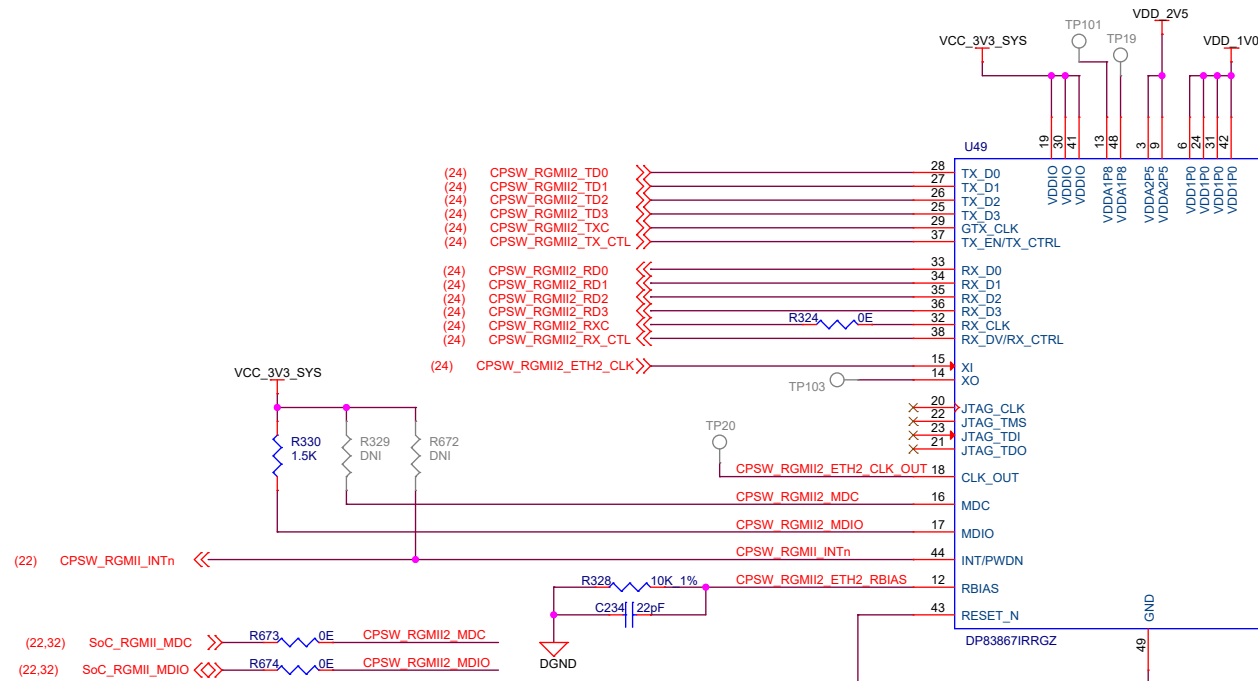 VDD_2V5
TP101
VCC_3V3_SYS
TP19
VDD_1V0
U49
19
30
41
13
48
3
9
6
24
31
42
VDDIO
VDDIO
VDDIO
VDDA1P8
VDDA1P8
VDDA2P5
VDDA2P5
VDD1P0
VDD1P0
VDD1P0
VDD1P0
(24) CPSW_RGMII2_TD0 28 TX_D0
(24) CPSW_RGMII2_TD1 27 TX_D1
(24) CPSW_RGMII2_TD2 26 TX_D2
(24) CPSW_RGMII2_TD3 25 TX_D3
(24) CPSW_RGMII2_TXC 29 GTX_CLK
(24) CPSW_RGMII2_TX_CTL 37 TX_EN/TX_CTRL
(24) CPSW_RGMII2_RD0 33 RX_D0
(24) CPSW_RGMII2_RD1 34 RX_D1
(24) CPSW_RGMII2_RD2 35 RX_D2
(24) CPSW_RGMII2_RD3 36 RX_D3
(24) CPSW_RGMII2_RXC R324 0E 32 RX_CLK
(24) CPSW_RGMII2_RX_CTL 38 RX_DV/RX_CTRL
(24) CPSW_RGMII2_ETH2_CLK 15 XI
TP103 14 XO
VCC_3V3_SYS
20 JTAG_CLK
22 JTAG_TMS
23 JTAG_TDI
21 JTAG_TDO
TP20
R330
1.5K
R329
DNI
R672
DNI
CPSW_RGMII2_ETH2_CLK_OUT 18 CLK_OUT
CPSW_RGMII2_MDC 16 MDC
CPSW_RGMII2_MDIO 17 MDIO
(22) CPSW_RGMII_INTn CPSW_RGMII_INTn 44 INT/PWDN
R328 10K_1% CPSW_RGMII2_ETH2_RBIAS 12 RBIAS
C234 22pF 43 RESET_N
GND
49
DGND
DP83867IRRGZ
(22,32) SoC_RGMII_MDC R673 0E CPSW_RGMII2_MDC
(22,32) SoC_RGMII_MDIO R674 0E CPSW_RGMII2_MDIO